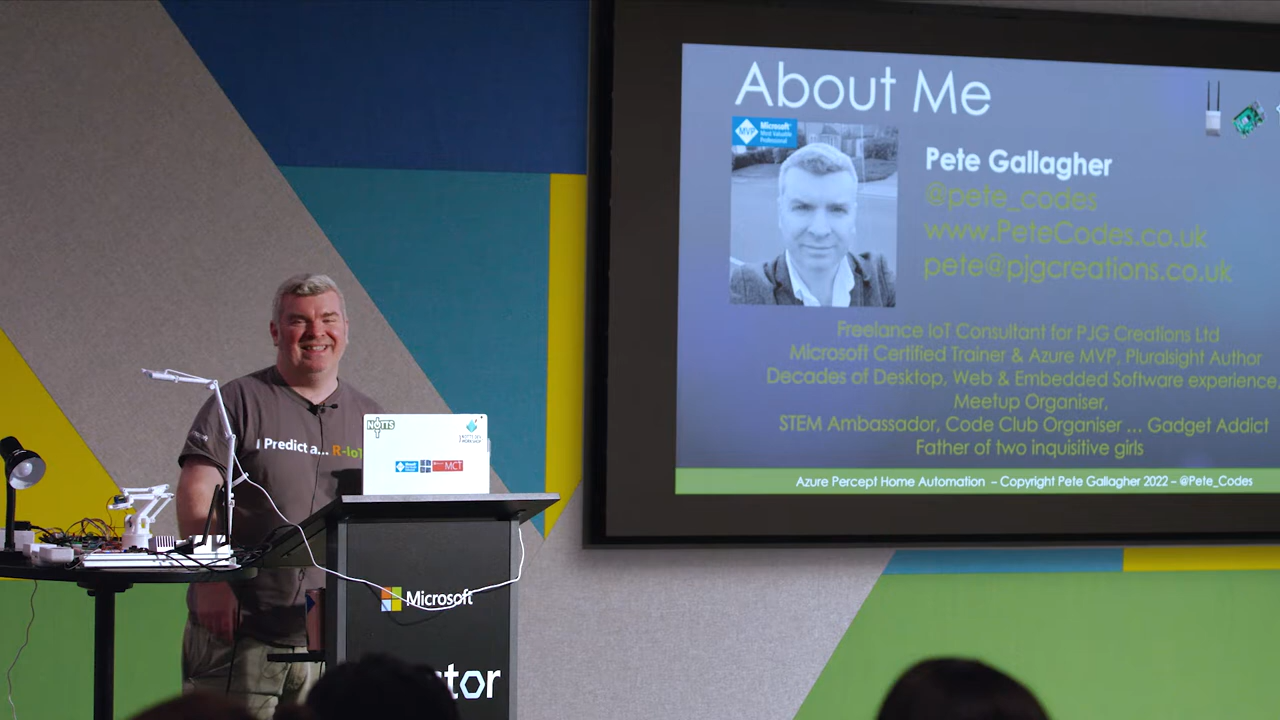 About Me
MVP
Microsoft
Most Valuable
Professional
Pete Gallagher
@pete_codes
www.PeteCodes.co.uk
pete@pjgcreations.co.uk
Freelance IoT Consultant for PJG Creations Ltd
Microsoft Certified Trainer & Azure MVP, Pluralsight Author
Decades of Desktop, Web & Embedded Software experience,
Meetup Organiser,
STEM Ambassador, Code Club Organiser ... Gadget Addict
Father of two inquisitive girls
Azure Percept Home Automation – Copyright Pete Gallagher 2022 – @Pete_Codes
I Predict a... R-IoT
NOTTS
MCT
Microsoft
tor